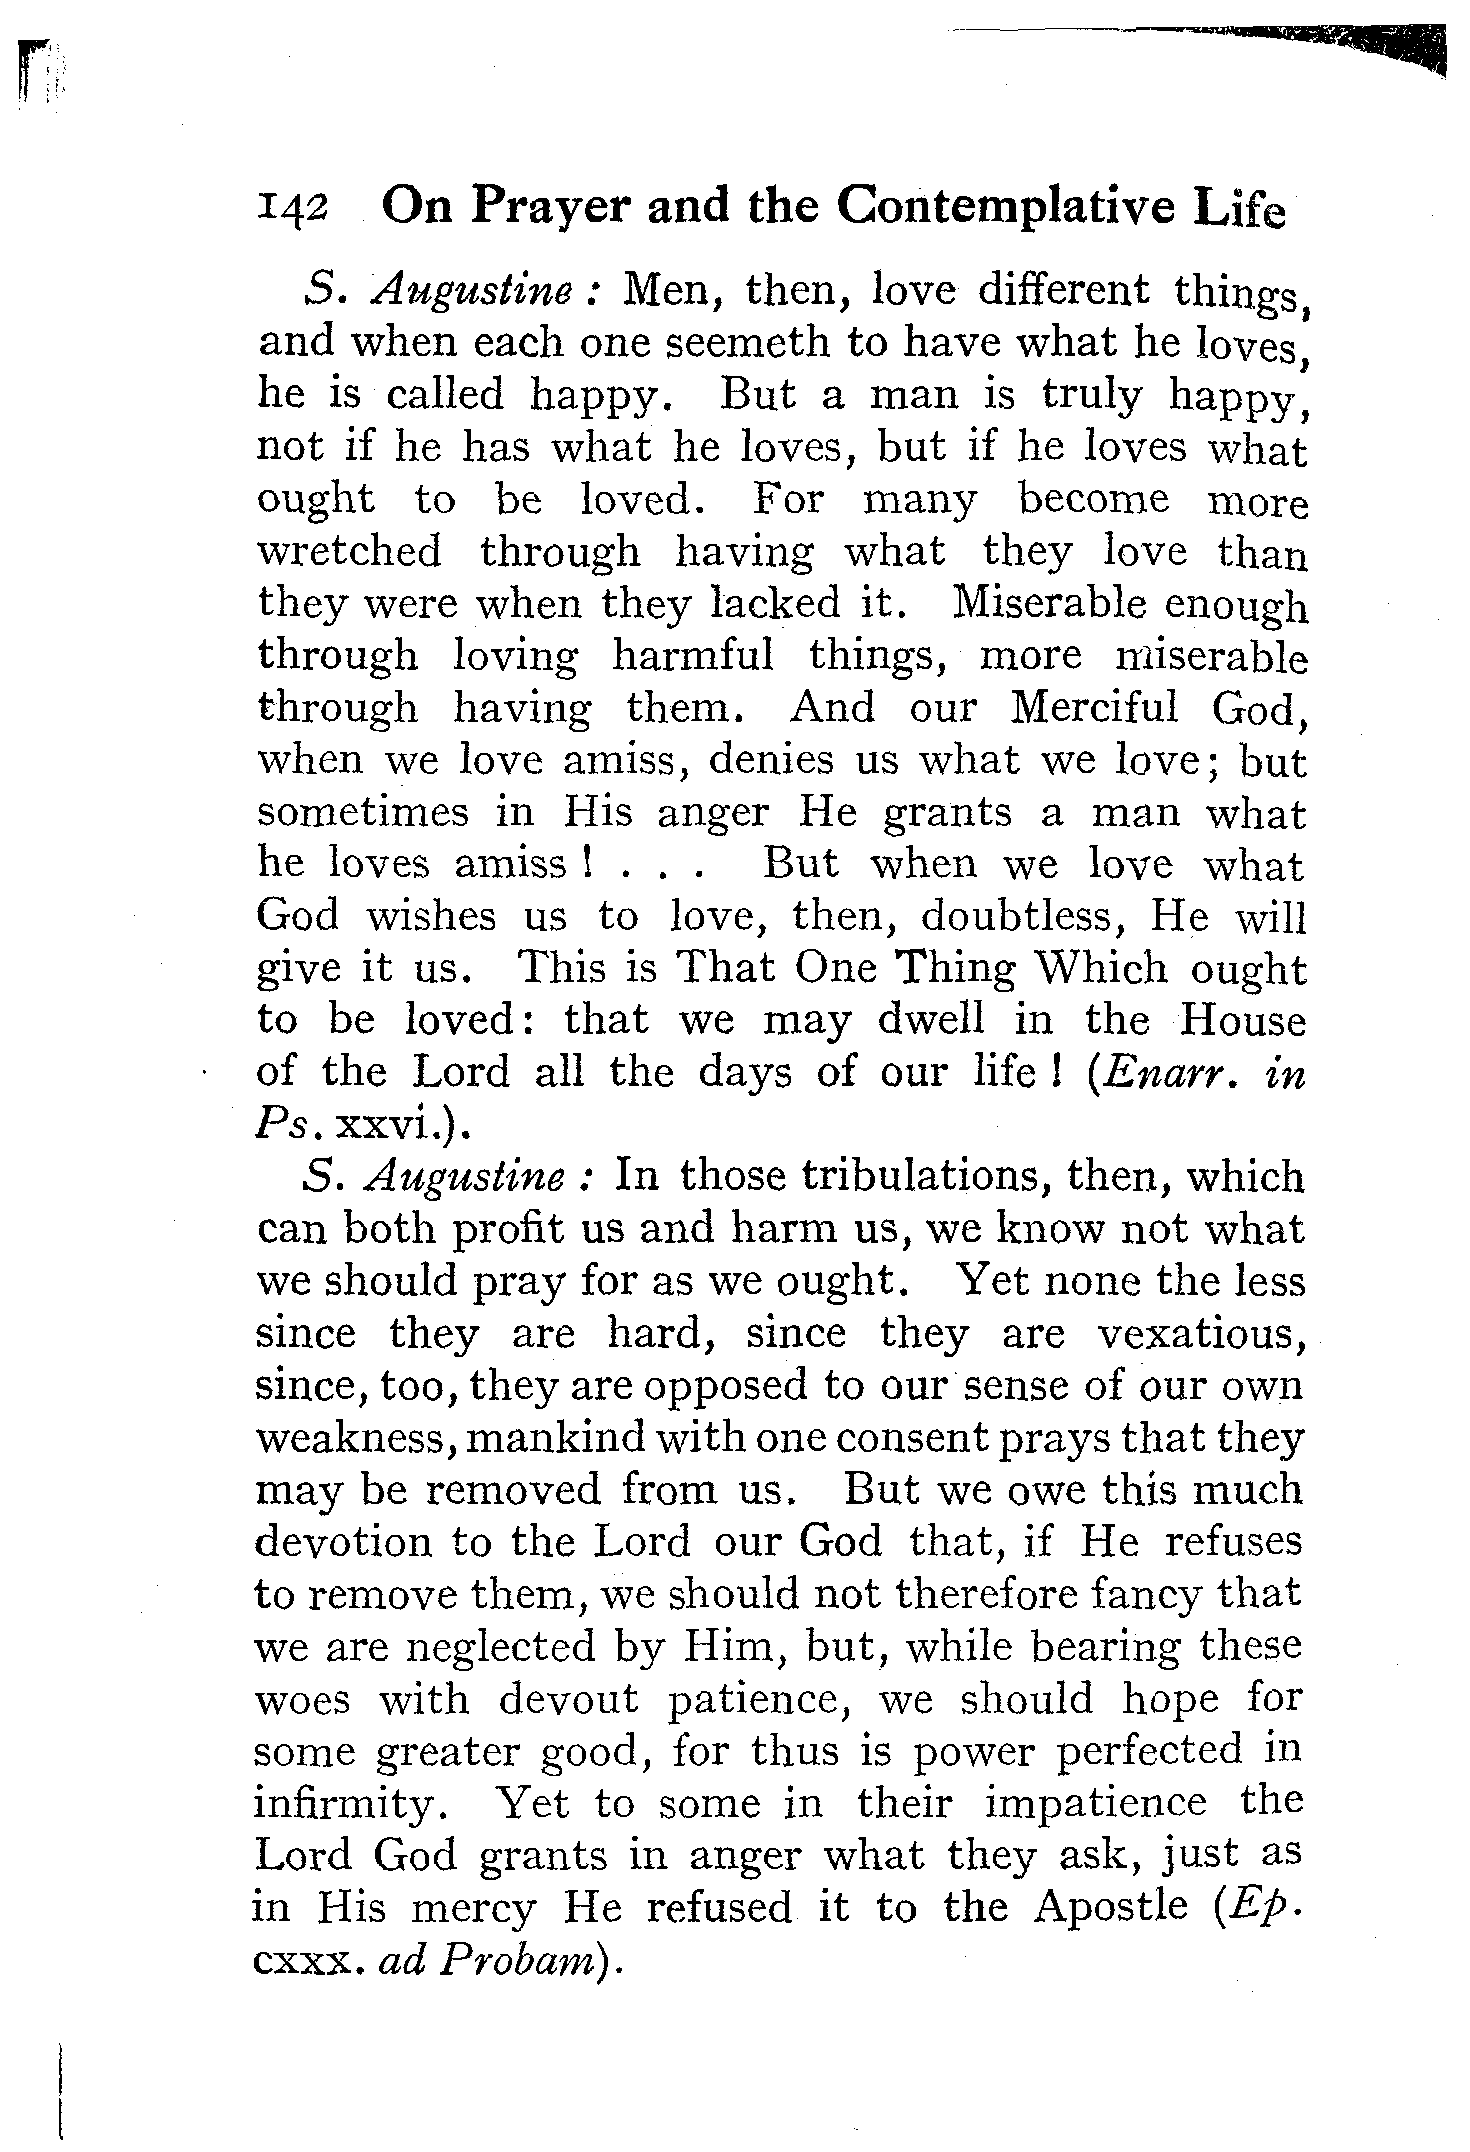 142 On Prayer and the Contemplative Life
S. Augustine : Men, then, love different things,
and when each one seemeth to have what he loves,
he is called happy. But a man is truly happy,
not if he has what he loves, but if he loves what
ought to be loved. For many become more
wretched through having what they love than
they were when they lacked it. Miserable enough
through loving harmful things, more miserable
through having them. And our Merciful God,
when we love amiss, denies us what we love; but
sometimes in His anger He grants a man what
he loves amiss ! . . . But when we love what
God wishes us to love, then, doubtless, He will
give it us. This is That One Thing Which ought
to be loved: that we may dwell in the House
of the Lord all the days of our life ! (Enarr. in
Ps. xxvi.).
S. Augustine : In those tribulations, then, which
can both profit us and harm us, we know not what
we should pray for as we ought. Yet none the less
since they are hard, since they are vexatious,
since, too, they are opposed to our sense of our own
weakness, mankind with one consent prays that they
may be removed from us. But we owe this much
devotion to the Lord our God that, if He refuses
to remove them, we should not therefore fancy that
we are neglected by Him, but, while bearing these
woes with devout patience, we should hope for
some greater good, for thus is power perfected in
infirmity. Yet to some in their impatience the
Lord God grants in anger what they ask, just as
in His mercy He refused it to the Apostle (Ep.
cxxx. ad Probam).